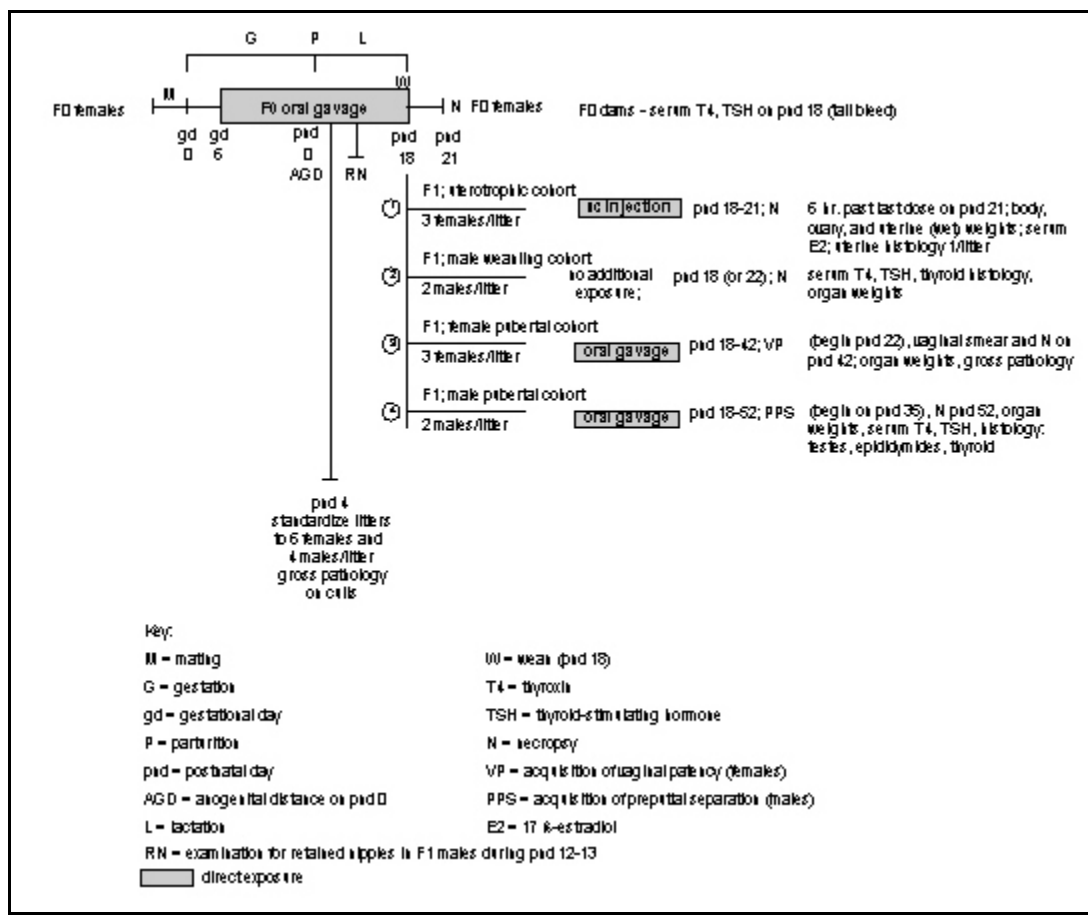 G P L
W
M
F0 females
F0 oral gavage
N F0 females
F0 dams - serum T4, TSH on pnd 18 (tail bleed)
gd 0
gd 6
pnd 0
AGD
RN
pnd 18
pnd 21
1
F1; uterotrophic cohort
3 females/litter
sc injection
pnd 18-21; N
6 hr. past last dose on pnd 21; body,
ovary, and uterine (wet) weights; serum
E2; uterine histology 1/litter
2
F1; male weanling cohort
2 males/litter
no additional
exposure;
pnd 18 (or 22); N
serum T4, TSH, thyroid histology,
organ weights
3
F1; female pubertal cohort
3 females/litter
oral gavage
pnd 18-42; VP
(begin pnd 22), vaginal smear and N on
pnd 42; organ weights, gross pathology
4
F1; male pubertal cohort
2 males/litter
oral gavage
pnd 18-52; PPS
(begin on pnd 35), N pnd 52, organ
weights, serum T4, TSH, histology:
testes, epididymides, thyroid
pnd 4
standardize litters
to 6 females and
4 males/litter
gross pathology
on culls
Key:
M = mating
G = gestation
gd = gestational day
P = parturition
pnd = postnatal day
AGD = anogenital distance on pnd 0
L = lactation
RN = examination for retained nipples in F1 males during pnd 12-13
direct exposure
W = wean (pnd 18)
T4 = thyroxin
TSH = thyroid-stimulating hormone
N = necropsy
VP = acquisition of vaginal patency (females)
PPS = acquisition of preputial separation (males)
E2 = 17 ß-estradiol